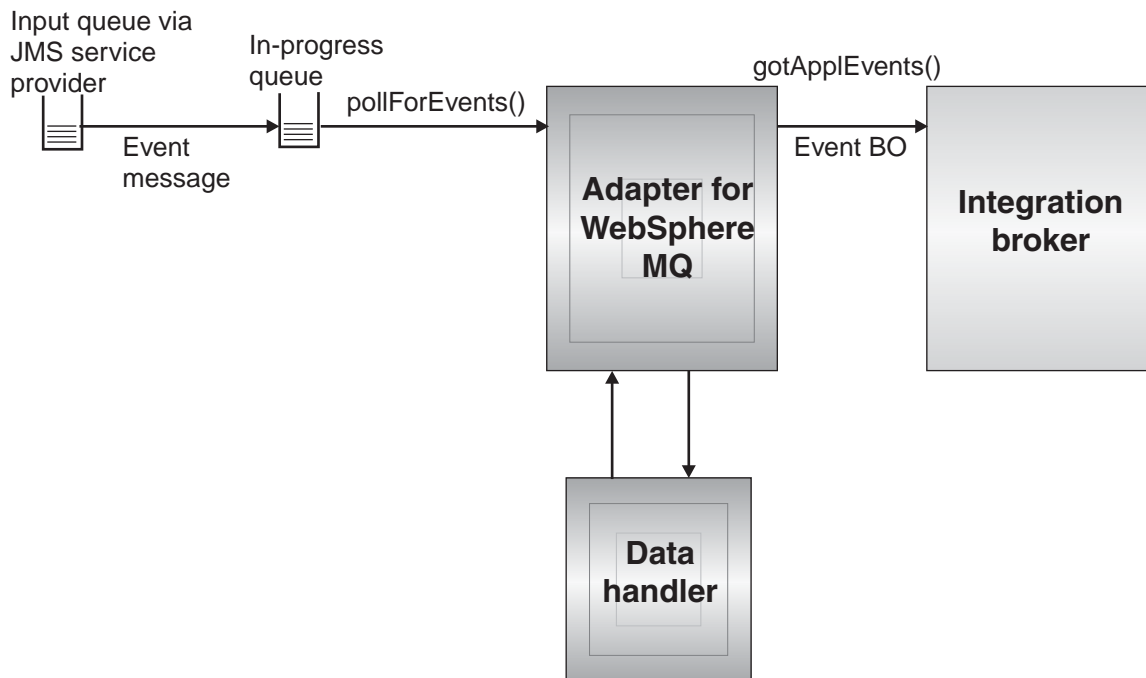 Input queue via
JMS service
provider
In-progress
queue
pollForEvents()
gotApplEvents()
Event
message
Event BO
Adapter for
WebSphere
MQ
Integration
broker
Data
handler